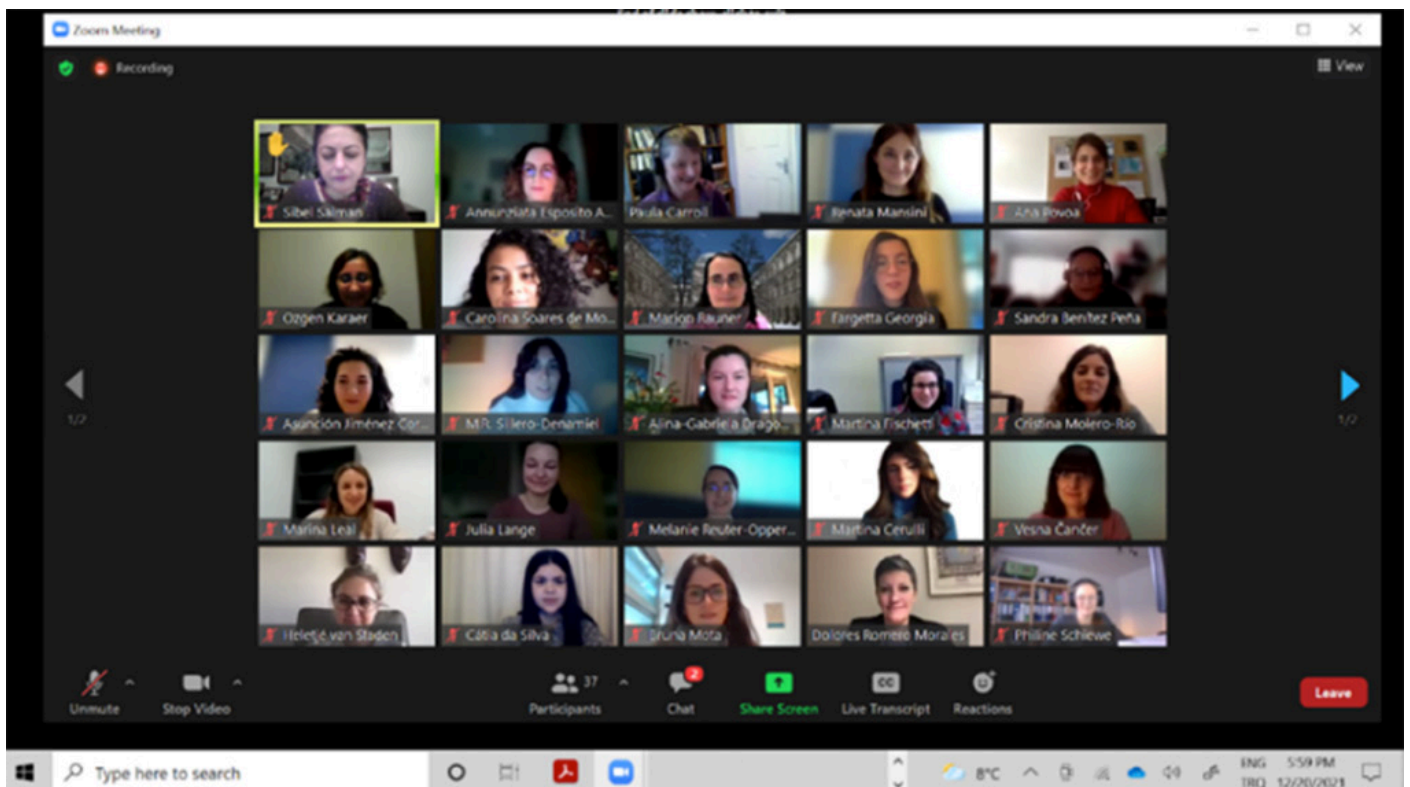 Zoom Meeting
Recording
View
Sibel Salman
Annunziata Esposito A...
Paula Carroll
Renata Mansini
Ana Povoa
Ozgen Karaer
Carolina Soares de Mo...
Marion Rauner
Fargetta Georgia
Sandra Benítez Peña
Asunción Jiménez Cor...
M.R. Sillero-Denamiel
Alina-Gabriela Drago...
Martina Fischetti
Cristina Molero-Río
1/2
1/2
Marina Leal
Julia Lange
Melanie Reuter-Opper...
Martina Cerulli
Vesna Čančer
Heletjé van Staden
Cátia da Silva
Bruna Mota
Dolores Romero Morales
Philine Schiewe
37
2
CC
Unmute
Stop Video
Participants
Chat
Share Screen
Live Transcript
Reactions
Leave
Type here to search
8°C
ENG
5:59 PM
TRQ
12/20/2021